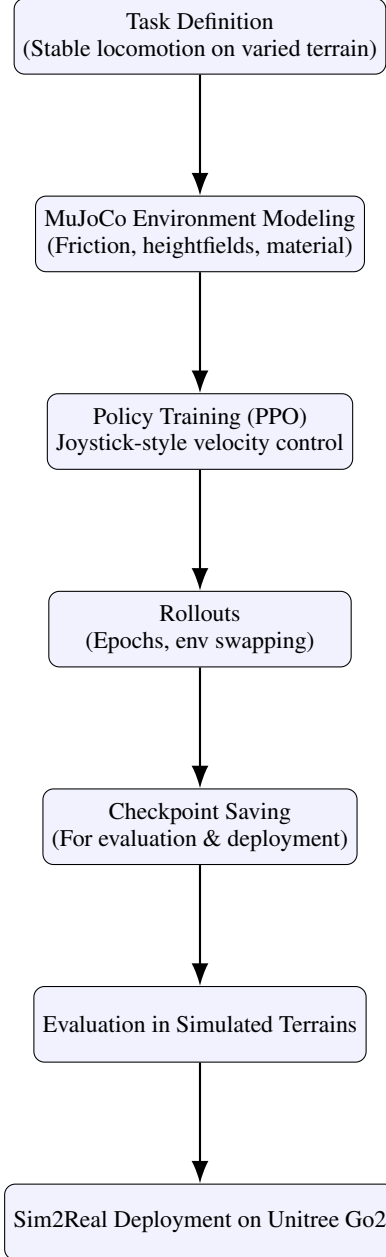 Task Definition
(Stable locomotion on varied terrain)
MuJoCo Environment Modeling
(Friction, heightfields, material)
Policy Training (PPO)
Joystick-style velocity control
Rollouts
(Epochs, env swapping)
Checkpoint Saving
(For evaluation & deployment)
Evaluation in Simulated Terrains
Sim2Real Deployment on Unitree Go2